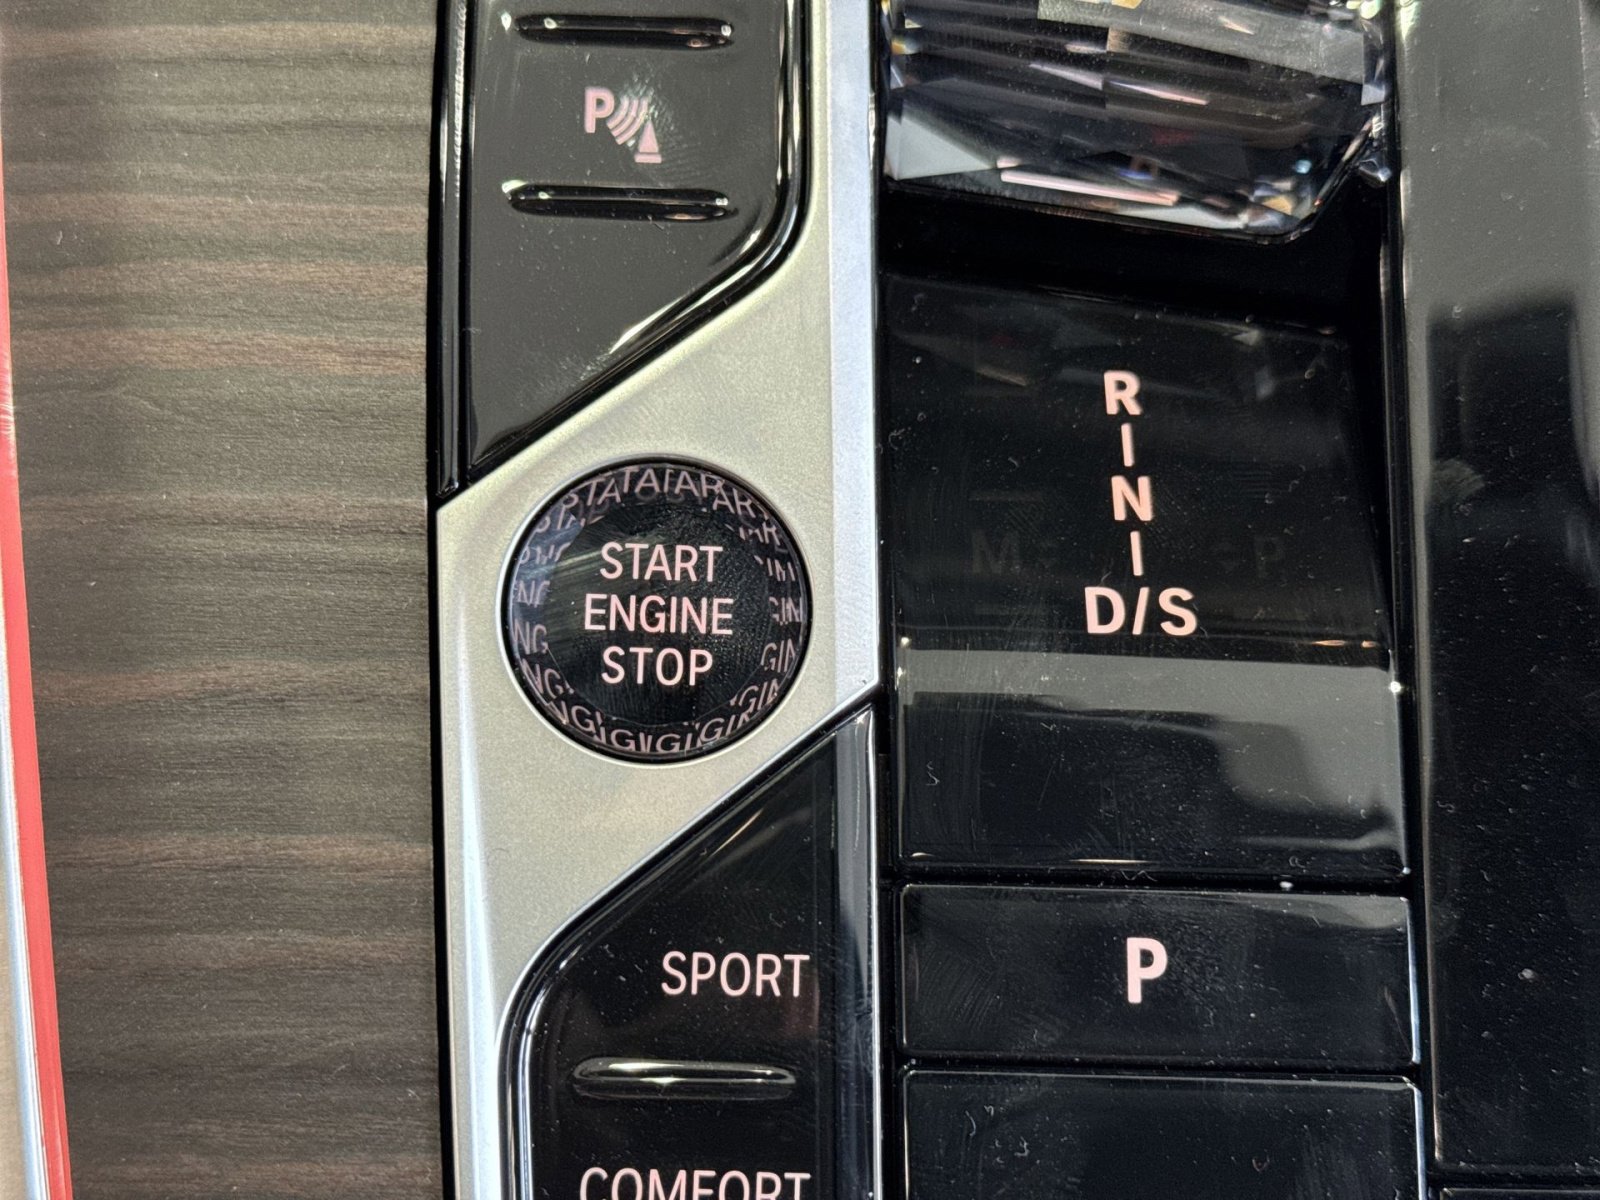 P
START
ENGINE
STOP
SPORT
COMFORT
R
N
D/S
P